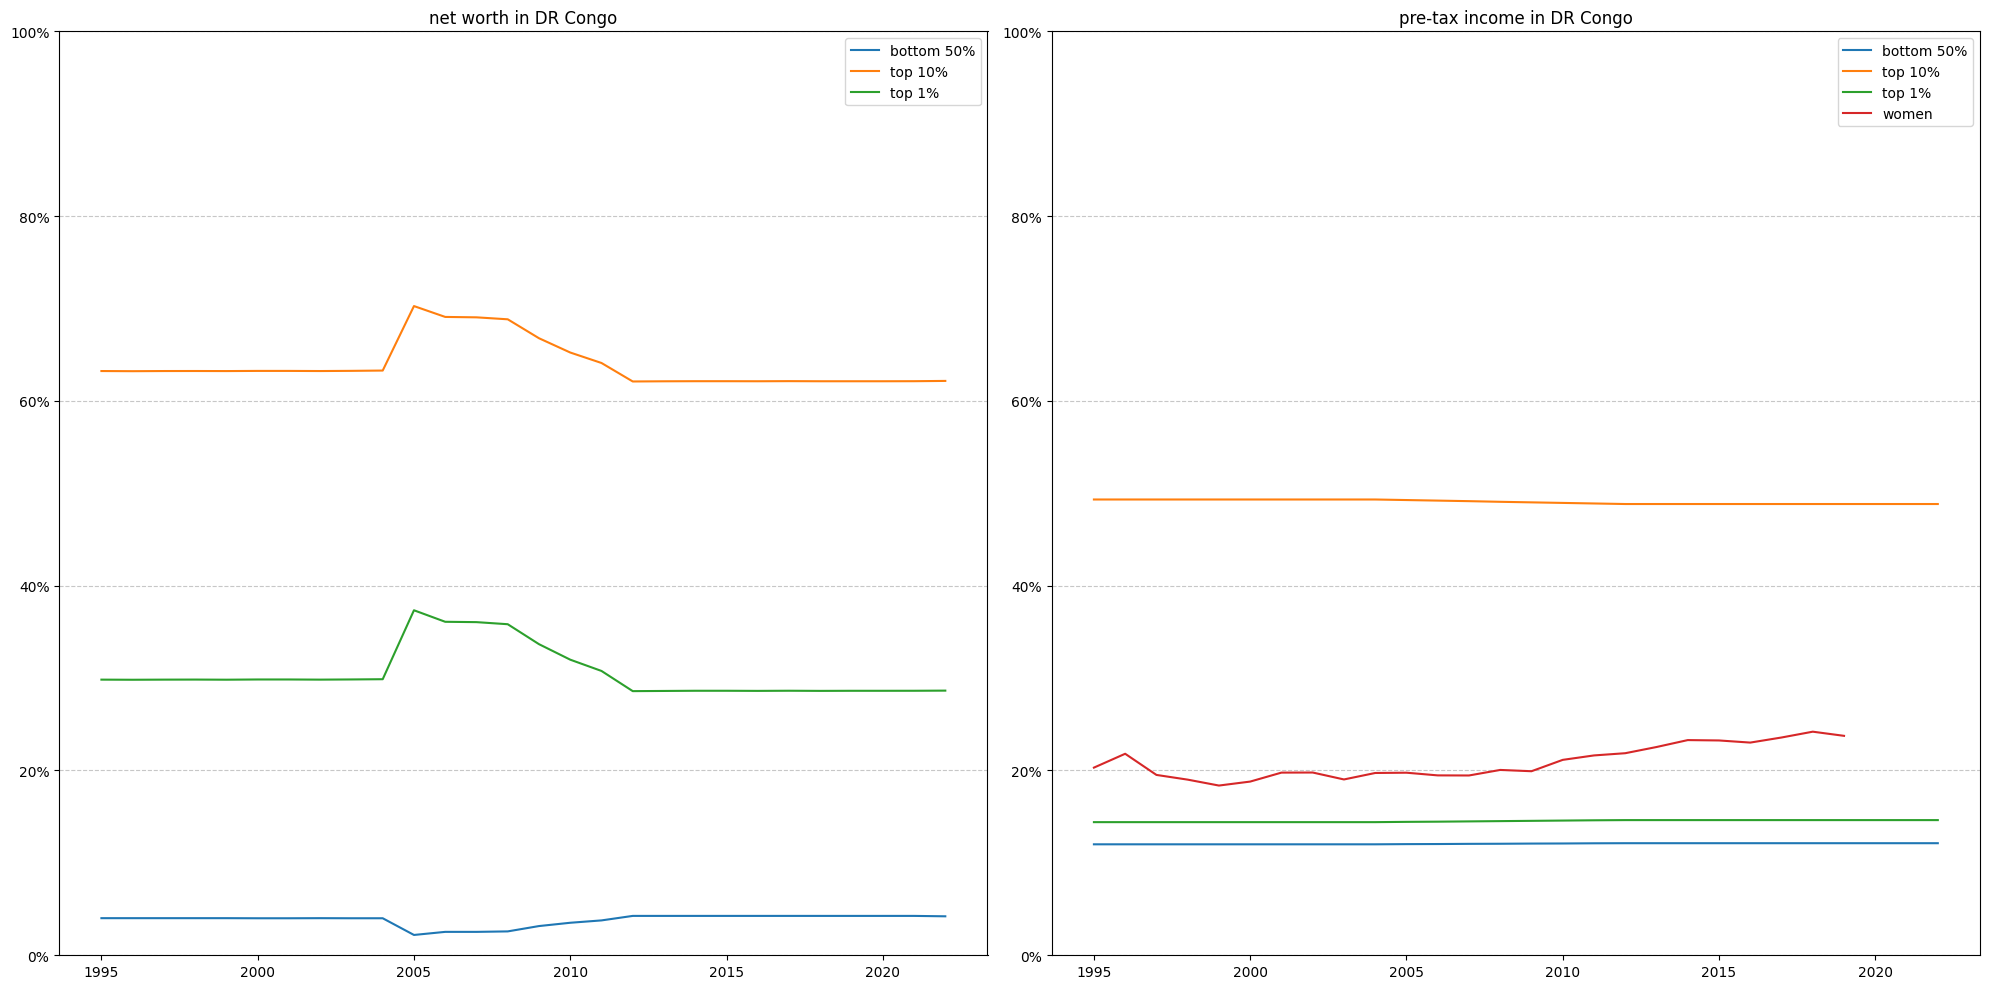 net worth in DR Congo
100%
80%
60%
40%
20%
0%
1995 2000 2005 2010 2015 2020
bottom 50%
top 10%
top 1%
pre-tax income in DR Congo
100%
80%
60%
40%
20%
0%
1995 2000 2005 2010 2015 2020
bottom 50%
top 10%
top 1%
women